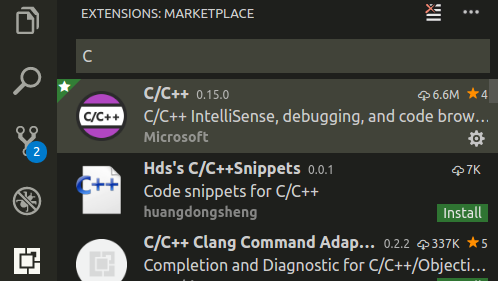 EXTENSIONS: MARKETPLACE
C
C/C++ 0.15.0 6.6M 4
C/C++ IntelliSense, debugging, and code brow...
Microsoft
2
C/C++
Hds's C/C++Snippets 0.0.1 7K
Code snippets for C/C++
huangdongsheng Install
C++
C/C++ Clang Command Adap... 0.2.2 337K 5
Completion and Diagnostic for C/C++/Objecti...